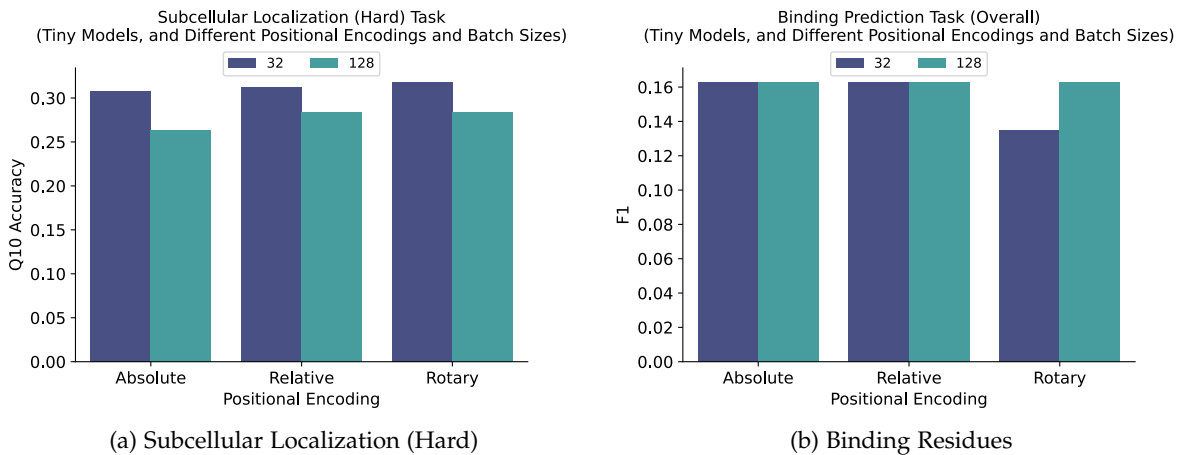 Subcellular Localization (Hard) Task
(Tiny Models, and Different Positional Encodings and Batch Sizes)
32 128
Q10 Accuracy
0.30
0.25
0.20
0.15
0.10
0.05
0.00
Absolute Relative Rotary
Positional Encoding
(a) Subcellular Localization (Hard)
Binding Prediction Task (Overall)
(Tiny Models, and Different Positional Encodings and Batch Sizes)
32 128
F1
0.16
0.14
0.12
0.10
0.08
0.06
0.04
0.02
0.00
Absolute Relative Rotary
Positional Encoding
(b) Binding Residues